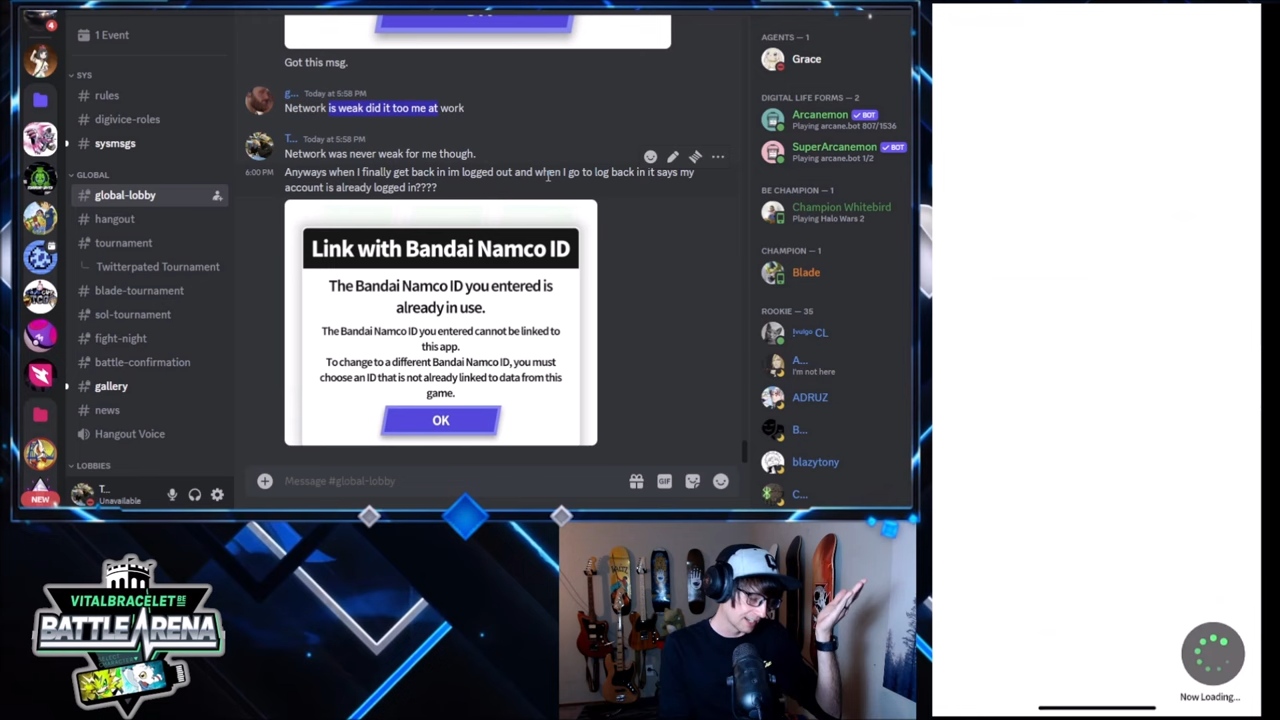 4
1 Event
SYS
rules
digivice-roles
sysmsgs
GLOBAL
global-lobby
hangout
tournament
Twitterpated Tournament
blade-tournament
sol-tournament
fight-night
battle-confirmation
gallery
news
Hangout Voice
LOBBIES
NEW
T...
Unavailable
Got this msg.
g... Today at 5:58 PM
Network is weak did it too me at work
T... Today at 5:58 PM
Network was never weak for me though.
6:00 PM Anyways when I finally get back in im logged out and when I go to log back in it says my
account is already logged in????
Link with Bandai Namco ID
The Bandai Namco ID you entered is
already in use.
The Bandai Namco ID you entered cannot be linked to
this app.
To change to a different Bandai Namco ID, you must
choose an ID that is not already linked to data from this
game.
OK
Message #global-lobby
GIF
AGENTS — 1
Grace
DIGITAL LIFE FORMS — 2
Arcanemon ✓ BOT
Playing arcane.bot 807/1536
SuperArcanemon ✓ BOT
Playing arcane.bot 1/2
BE CHAMPION — 1
Champion Whitebird
Playing Halo Wars 2
CHAMPION — 1
Blade
ROOKIE — 35
CL
A...
I'm not here
ADRUZ
B...
blazytony
C...
VITALBRACELET BE
BATTLE ARENA
SELECT CHARACTER
Now Loading...